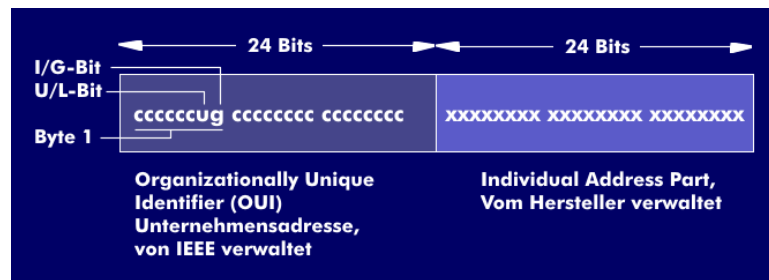 24 Bits 24 Bits
I/G-Bit
U/L-Bit
ccccccug cccccccc cccccccc xxxxxxxx xxxxxxxx xxxxxxxx
Byte 1
Organizationally Unique
Identifier (OUI)
Unternehmensadresse,
von IEEE verwaltet
Individual Address Part,
Vom Hersteller verwaltet